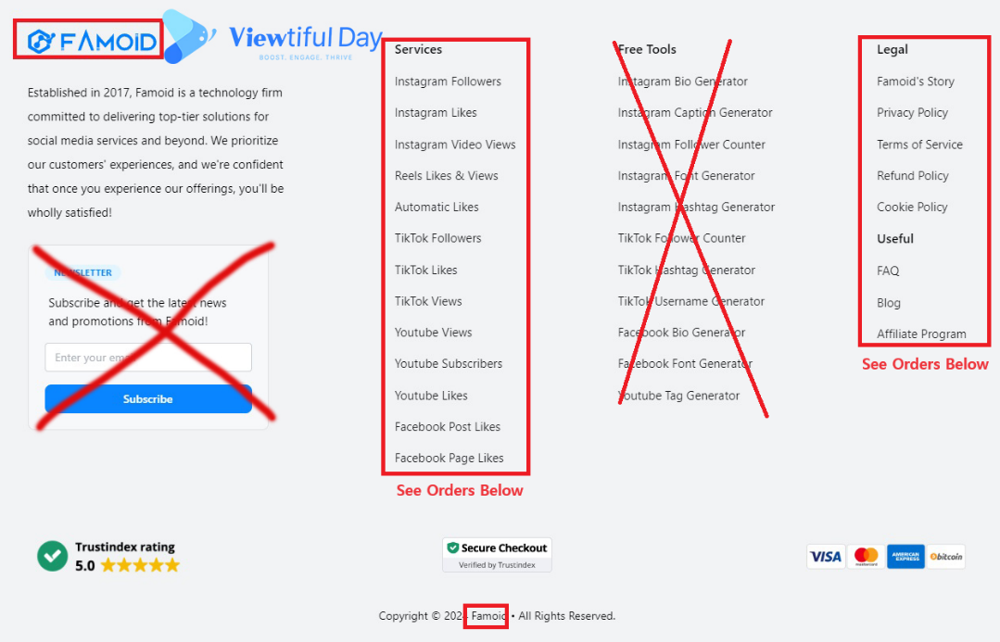 FAMOID
Viewtiful Day
BOOST. ENGAGE. THRIVE
Established in 2017, Famoid is a technology firm
committed to delivering top-tier solutions for
social media services and beyond. We prioritize
our customers' experiences, and we're confident
that once you experience our offerings, you'll be
wholly satisfied!
NEWSLETTER
Subscribe and get the latest news
and promotions from Famoid!
Enter your email
Subscribe
Services
Instagram Followers
Instagram Likes
Instagram Video Views
Reels Likes & Views
Automatic Likes
TikTok Followers
TikTok Likes
TikTok Views
Youtube Views
Youtube Subscribers
Youtube Likes
Facebook Post Likes
Facebook Page Likes
See Orders Below
Free Tools
Instagram Bio Generator
Instagram Caption Generator
Instagram Follower Counter
Instagram Font Generator
Instagram Hashtag Generator
TikTok Follower Counter
TikTok Hashtag Generator
TikTok Username Generator
Facebook Bio Generator
Facebook Font Generator
Youtube Tag Generator
Legal
Famoid's Story
Privacy Policy
Terms of Service
Refund Policy
Cookie Policy
Useful
FAQ
Blog
Affiliate Program
See Orders Below
Trustindex rating
5.0
Secure Checkout
Verified by Trustindex
VISA
mastercard
AMERICAN EXPRESS
bitcoin
Copyright © 2024 Famoid • All Rights Reserved.